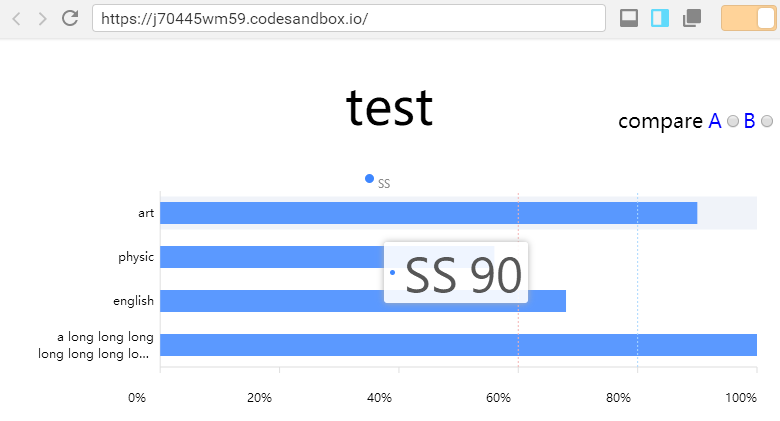 https://j70445wm59.codesandbox.io/
test
compare A B
SS
art
physic
SS 90
english
a long long long
long long long lo...
0% 20% 40% 60% 80% 100%